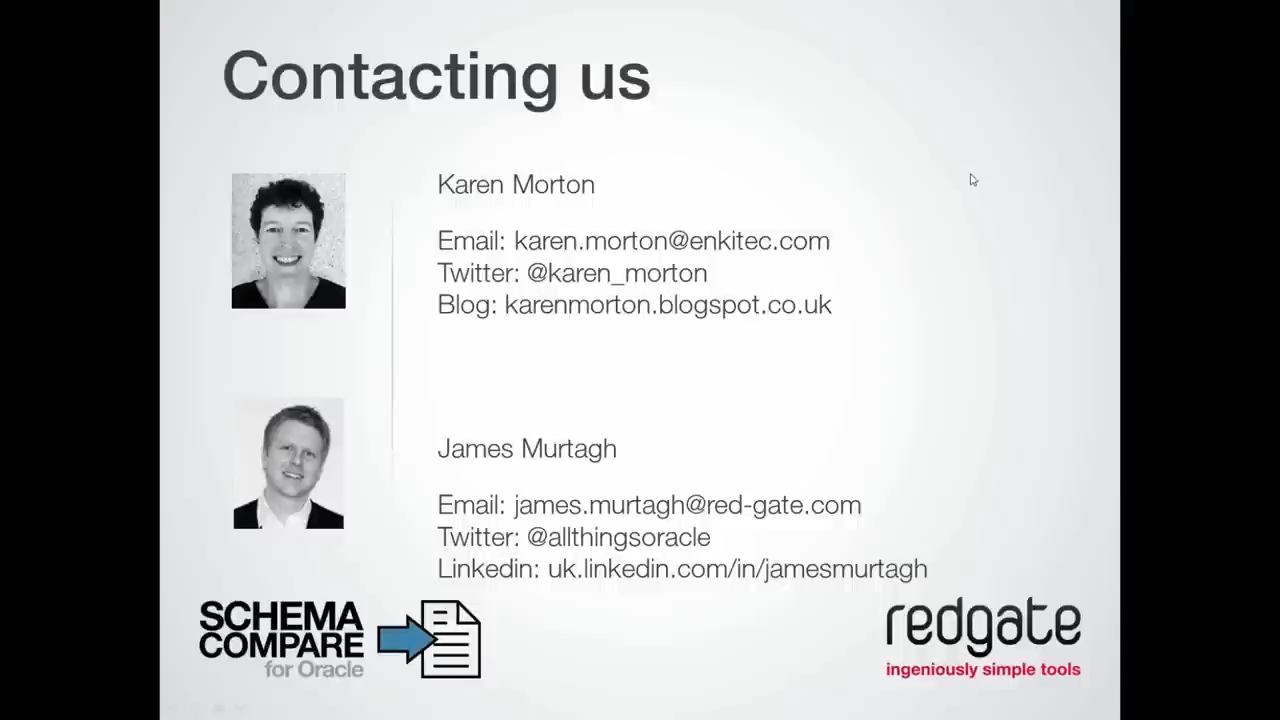 Contacting us
Karen Morton
Email: karen.morton@enkitec.com
Twitter: @karen_morton
Blog: karenmorton.blogspot.co.uk
James Murtagh
Email: james.murtagh@red-gate.com
Twitter: @allthingsoracle
Linkedin: uk.linkedin.com/in/jamesmurtagh
SCHEMA
COMPARE
for Oracle
redgate
ingeniously simple tools